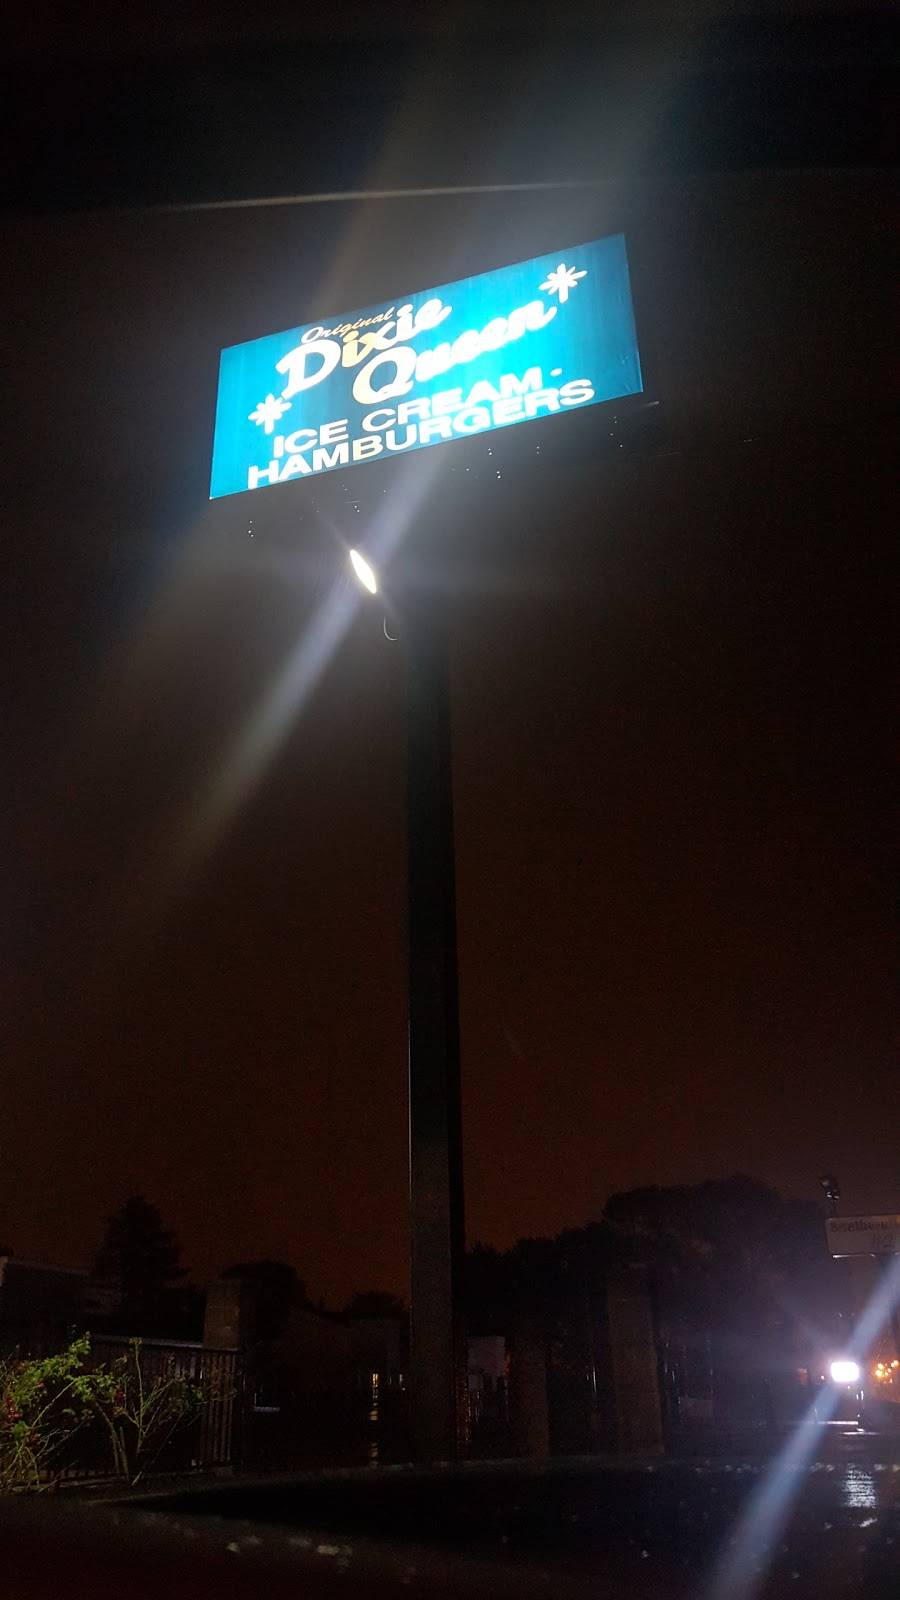 Original
Dixie
Queen
ICE CREAM -
HAMBURGERS